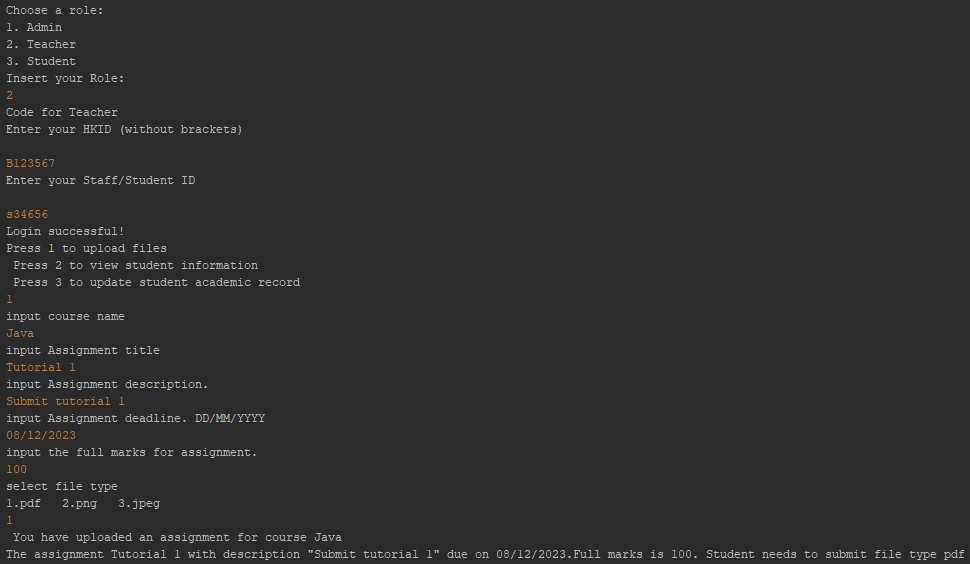 Choose a role:
1. Admin
2. Teacher
3. Student
Insert your Role:
2
Code for Teacher
Enter your HKID (without brackets)
B123567
Enter your Staff/Student ID
s34656
Login successful!
Press 1 to upload files
Press 2 to view student information
Press 3 to update student academic record
1
input course name
Java
input Assignment title
Tutorial 1
input Assignment description.
Submit tutorial 1
input Assignment deadline. DD/MM/YYYY
08/12/2023
input the full marks for assignment.
100
select file type
1.pdf   2.png   3.jpeg
1
You have uploaded an assignment for course Java
The assignment Tutorial 1 with description "Submit tutorial 1" due on 08/12/2023.Full marks is 100. Student needs to submit file type pdf